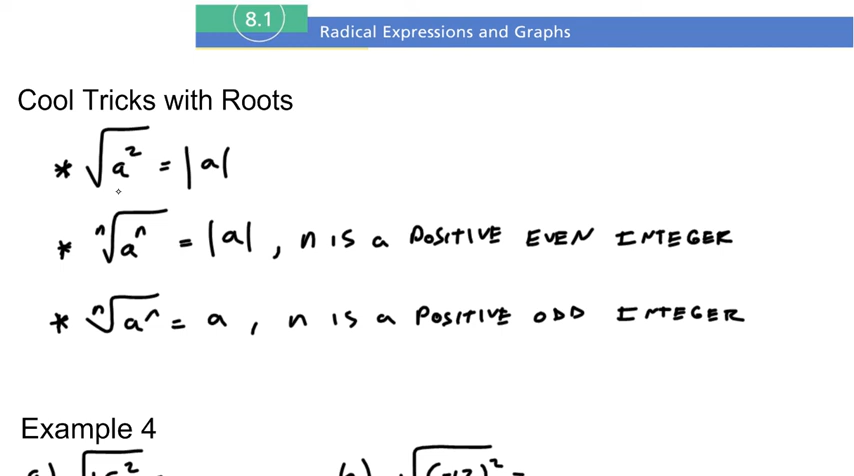 8.1
Radical Expressions and Graphs
Cool Tricks with Roots
* √a² = |a|
* ⁿ√aⁿ = |a|, n IS A POSITIVE EVEN INTEGER
* ⁿ√aⁿ = a, n IS A POSITIVE ODD INTEGER
Example 4